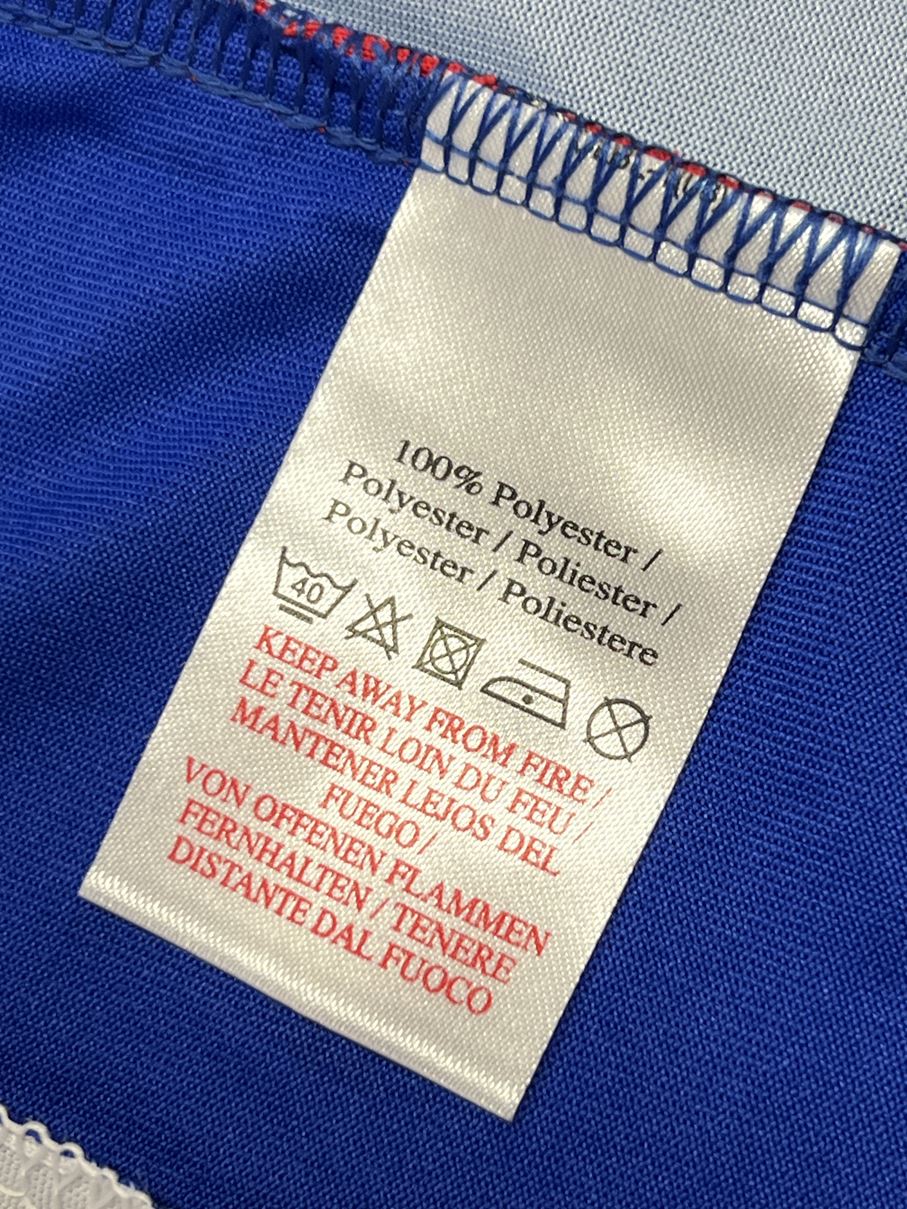 100% Polyester /
Polyester / Poliester /
Polyester / Poliestere
40
KEEP AWAY FROM FIRE /
LE TENIR LOIN DU FEU /
MANTENER LEJOS DEL
FUEGO /
VON OFFENEN FLAMMEN
FERNHALTEN / TENERE
DISTANTE DAL FUOCO